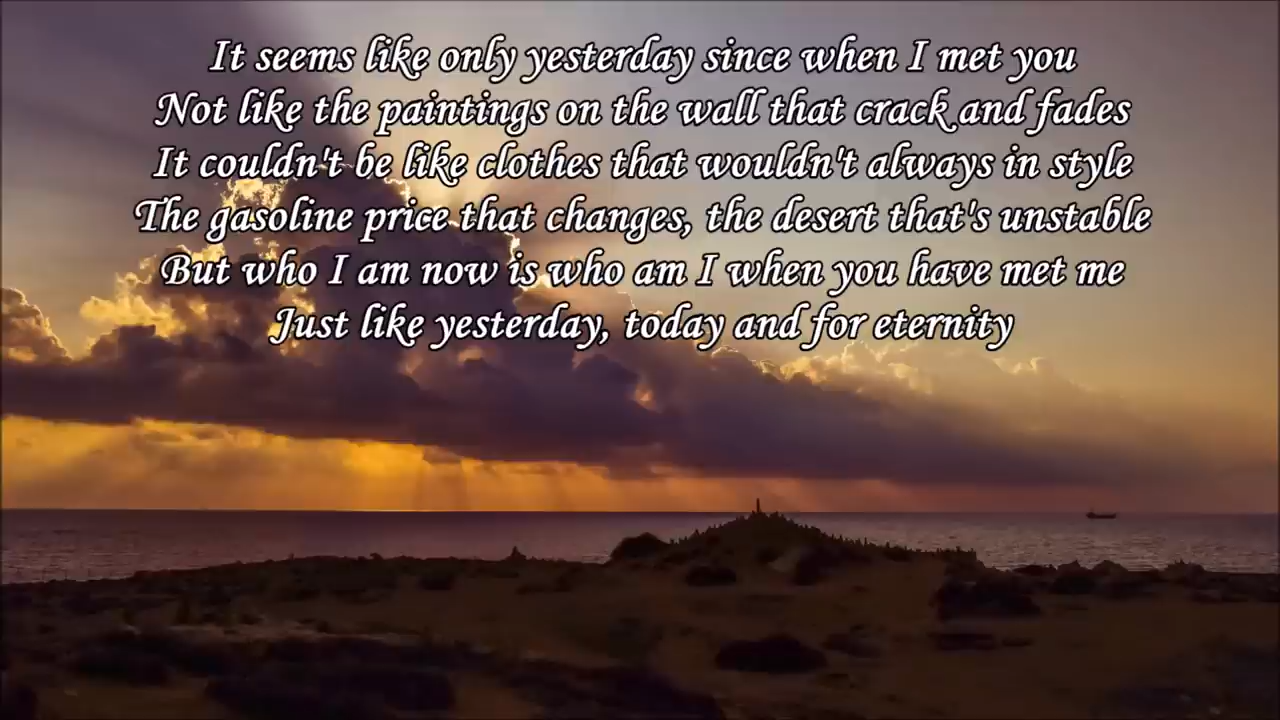 It seems like only yesterday since when I met you
Not like the paintings on the wall that crack and fades
It couldn't be like clothes that wouldn't always in style
The gasoline price that changes, the desert that's unstable
But who I am now is who am I when you have met me
Just like yesterday, today and for eternity